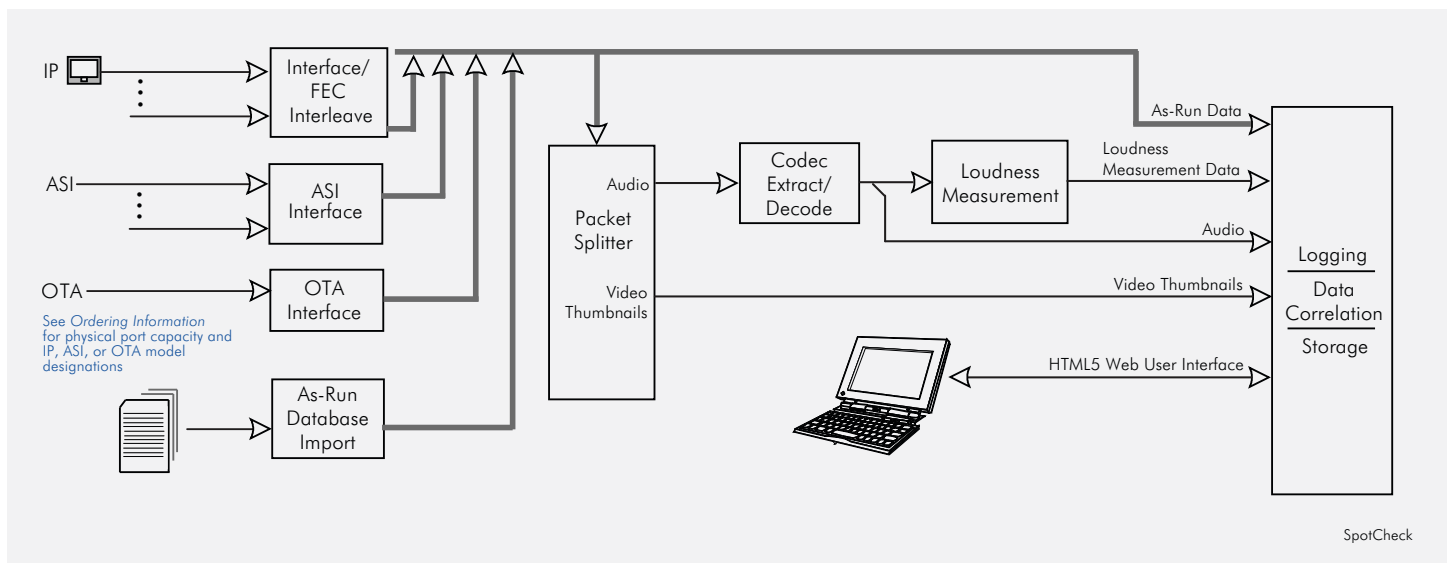 IP
Interface/
FEC
Interleave
ASI
ASI
Interface
OTA
OTA
Interface
See Ordering Information
for physical port capacity and
IP, ASI, or OTA model
designations
As-Run
Database
Import
Audio
Packet
Splitter
Video
Thumbnails
Codec
Extract/
Decode
Loudness
Measurement
As-Run Data
Loudness
Measurement Data
Audio
Video Thumbnails
HTML5 Web User Interface
Logging
Data
Correlation
Storage
SpotCheck